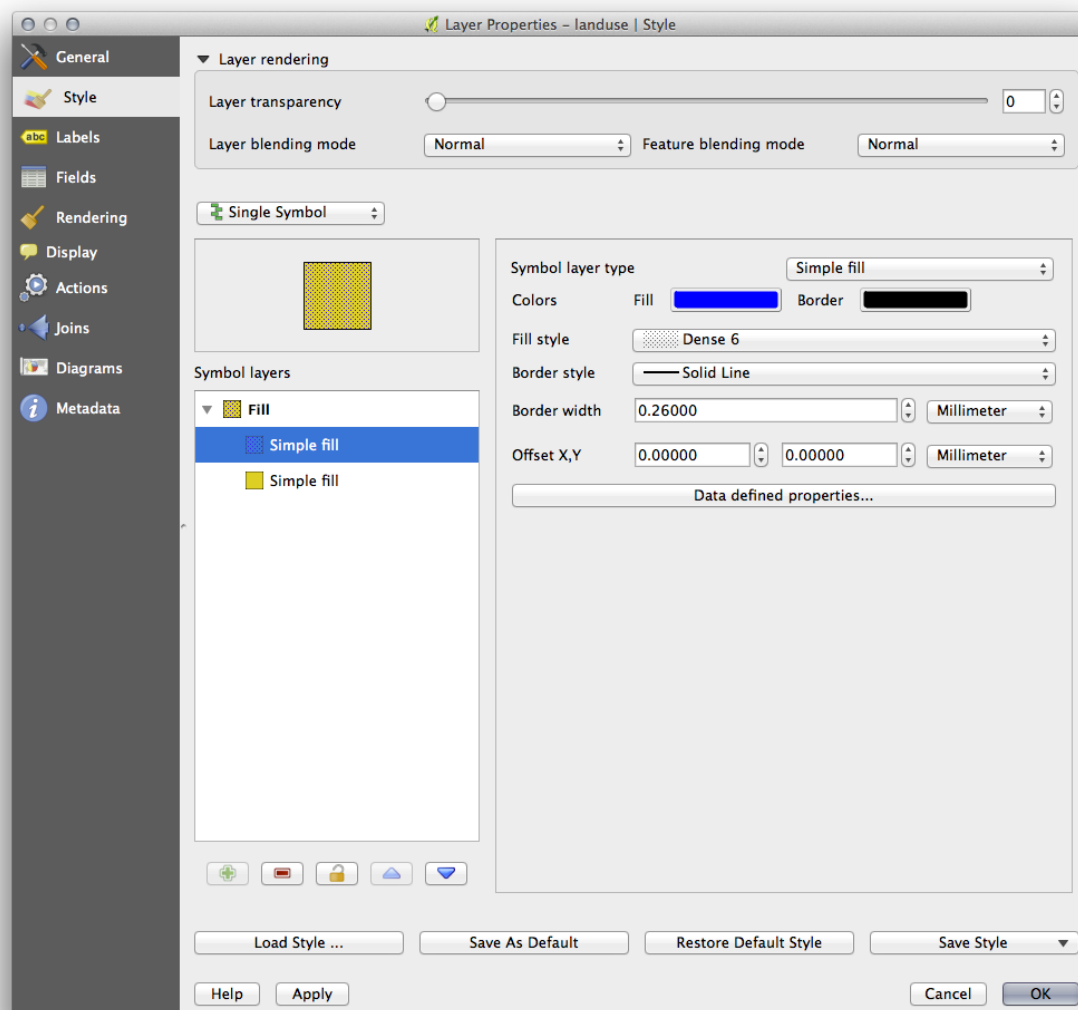 Layer Properties – landuse | Style
General
Style
abc Labels
Fields
Rendering
Display
Actions
Joins
Diagrams
Metadata
Layer rendering
Layer transparency 0
Layer blending mode Normal Feature blending mode Normal
Single Symbol
Symbol layers
Fill
Simple fill
Simple fill
Symbol layer type Simple fill
Colors Fill Border
Fill style Dense 6
Border style Solid Line
Border width 0.26000 Millimeter
Offset X,Y 0.00000 0.00000 Millimeter
Data defined properties...
Load Style ... Save As Default Restore Default Style Save Style
Help Apply Cancel OK